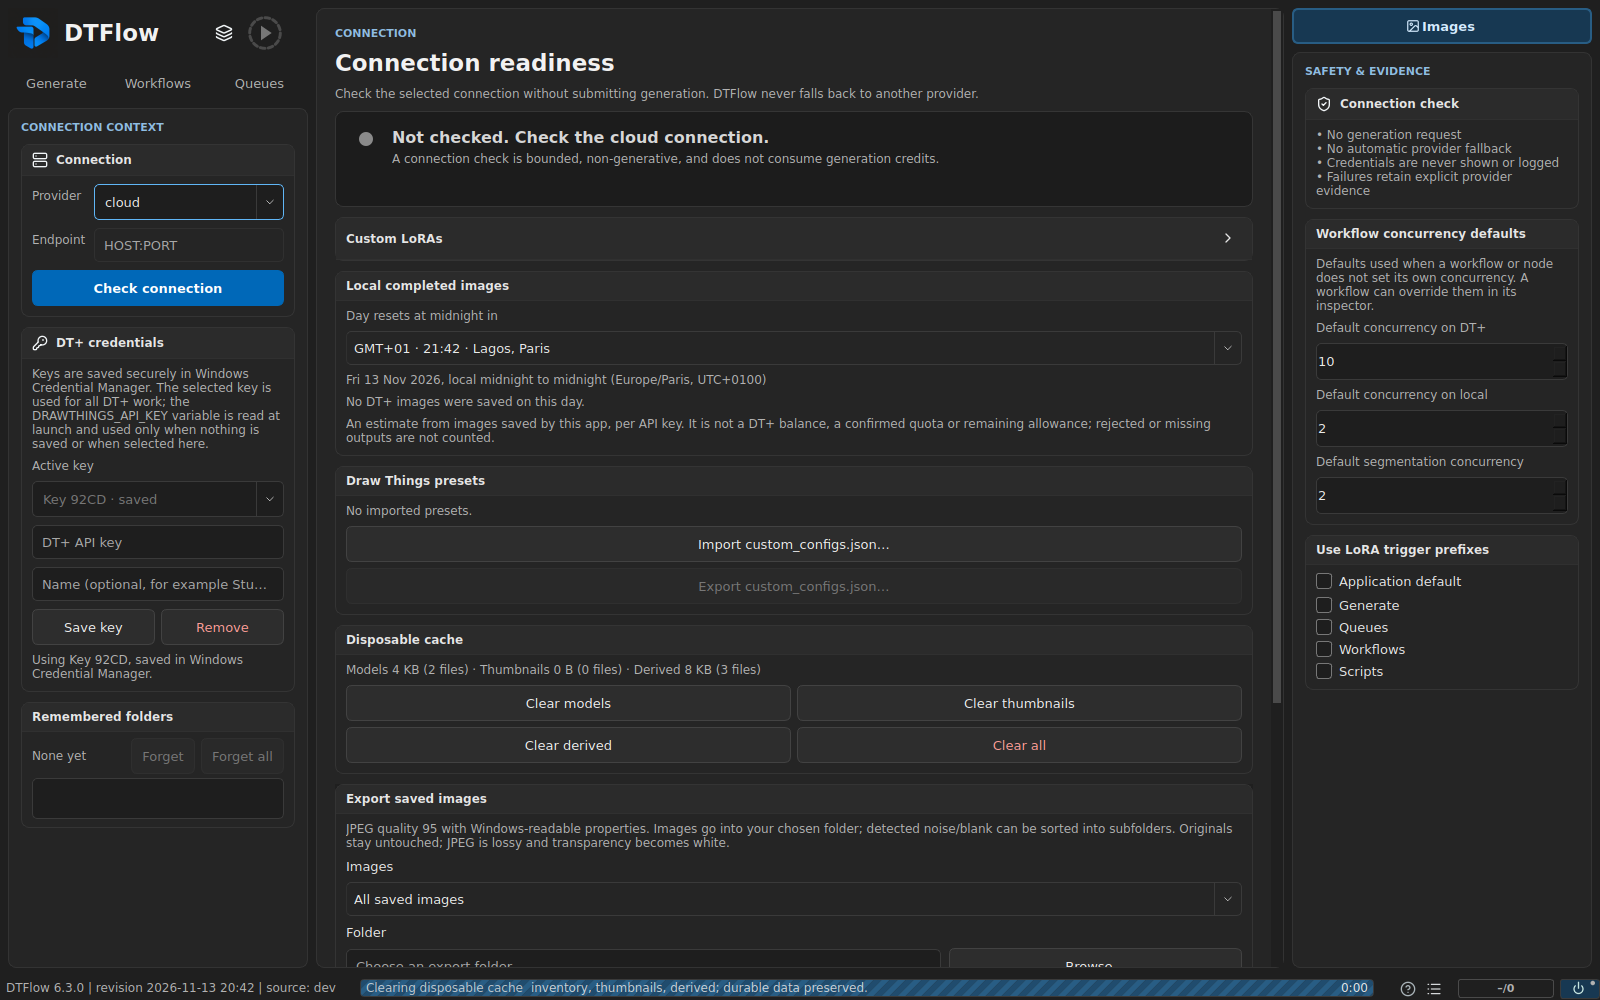 DTFlow
Generate
Workflows
Queues
CONNECTION CONTEXT
Connection
Provider
cloud
Endpoint
HOST:PORT
Check connection
DT+ credentials
Keys are saved securely in Windows
Credential Manager. The selected key is
used for all DT+ work; the
DRAWTHINGS_API_KEY variable is read at
launch and used only when nothing is
saved or when selected here.
Active key
Key 92CD · saved
DT+ API key
Name (optional, for example Stu...
Save key
Remove
Using Key 92CD, saved in Windows
Credential Manager.
Remembered folders
None yet
Forget
Forget all
CONNECTION
Connection readiness
Check the selected connection without submitting generation. DTFlow never falls back to another provider.
Not checked. Check the cloud connection.
A connection check is bounded, non-generative, and does not consume generation credits.
Custom LoRAs
Local completed images
Day resets at midnight in
GMT+01 · 21:42 · Lagos, Paris
Fri 13 Nov 2026, local midnight to midnight (Europe/Paris, UTC+0100)
No DT+ images were saved on this day.
An estimate from images saved by this app, per API key. It is not a DT+ balance, a confirmed quota or remaining allowance; rejected or missing
outputs are not counted.
Draw Things presets
No imported presets.
Import custom_configs.json...
Export custom_configs.json...
Disposable cache
Models 4 KB (2 files) · Thumbnails 0 B (0 files) · Derived 8 KB (3 files)
Clear models
Clear thumbnails
Clear derived
Clear all
Export saved images
JPEG quality 95 with Windows-readable properties. Images go into your chosen folder; detected noise/blank can be sorted into subfolders. Originals
stay untouched; JPEG is lossy and transparency becomes white.
Images
All saved images
Folder
Choose an export folder
Browse
Images
SAFETY & EVIDENCE
Connection check
• No generation request
• No automatic provider fallback
• Credentials are never shown or logged
• Failures retain explicit provider
evidence
Workflow concurrency defaults
Defaults used when a workflow or node
does not set its own concurrency. A
workflow can override them in its
inspector.
Default concurrency on DT+
10
Default concurrency on local
2
Default segmentation concurrency
2
Use LoRA trigger prefixes
Application default
Generate
Queues
Workflows
Scripts
DTFlow 6.3.0 | revision 2026-11-13 20:42 | source: dev
Clearing disposable cache  inventory, thumbnails, derived; durable data preserved.
0:00
-/0